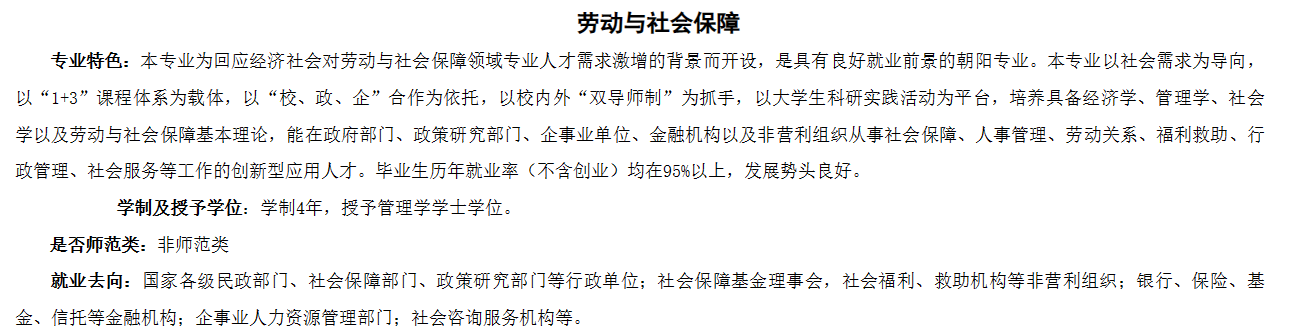 劳动与社会保障
专业特色：本专业为回应经济社会对劳动与社会保障领域专业人才需求激增的背景而开设，是具有良好就业前景的朝阳专业。本专业以社会需求为导向，
以“1+3”课程体系为载体，以“校、政、企”合作为依托，以校内外“双导师制”为抓手，以大学生科研实践活动为平台，培养具备经济学、管理学、社会
学以及劳动与社会保障基本理论，能在政府部门、政策研究部门、企事业单位、金融机构以及非营利组织从事社会保障、人事管理、劳动关系、福利救助、行
政管理、社会服务等工作的创新型应用人才。毕业生历年就业率（不含创业）均在95%以上，发展势头良好。
学制及授予学位：学制4年，授予管理学学士学位。
是否师范类：非师范类
就业去向：国家各级民政部门、社会保障部门、政策研究部门等行政单位；社会保障基金理事会，社会福利、救助机构等非营利组织；银行、保险、基
金、信托等金融机构；企事业人力资源管理部门；社会咨询服务机构等。